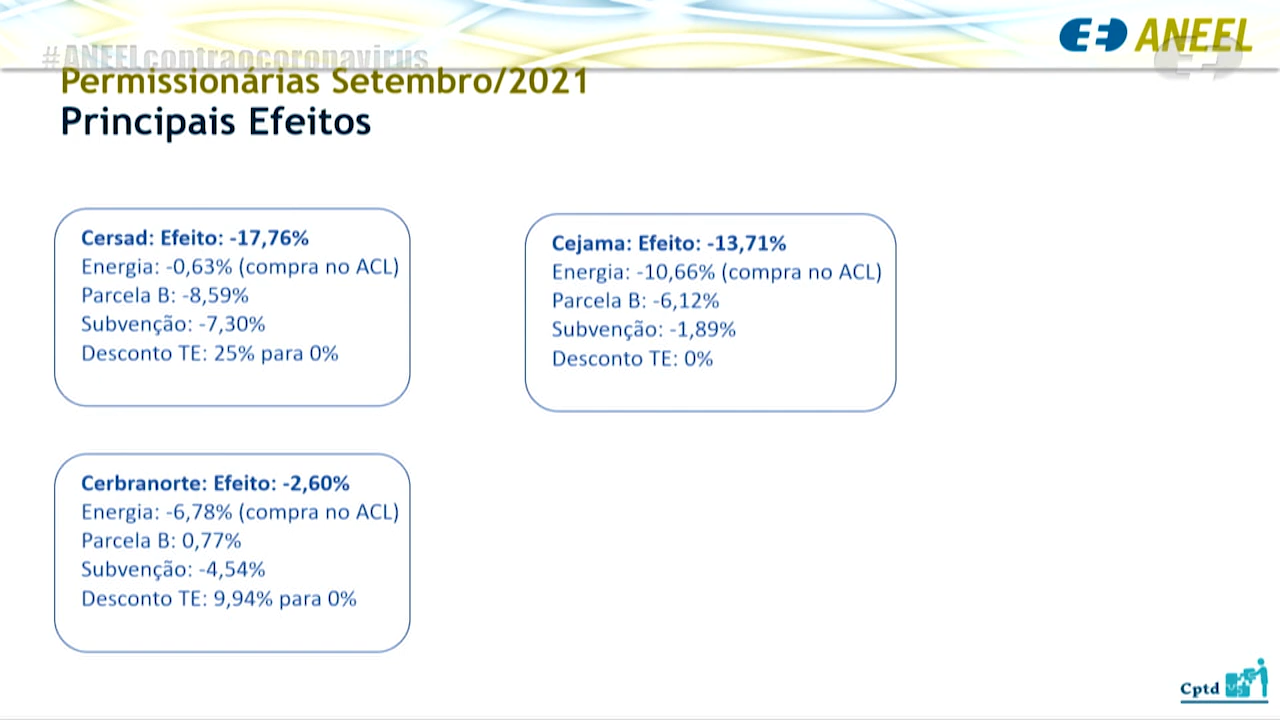 ANEEL
#ANEELcontraocoronavirus
Permissionárias Setembro/2021
Principais Efeitos
Cersad: Efeito: -17,76%
Energia: -0,63% (compra no ACL)
Parcela B: -8,59%
Subvenção: -7,30%
Desconto TE: 25% para 0%
Cejama: Efeito: -13,71%
Energia: -10,66% (compra no ACL)
Parcela B: -6,12%
Subvenção: -1,89%
Desconto TE: 0%
Cerbranorte: Efeito: -2,60%
Energia: -6,78% (compra no ACL)
Parcela B: 0,77%
Subvenção: -4,54%
Desconto TE: 9,94% para 0%
Cptd